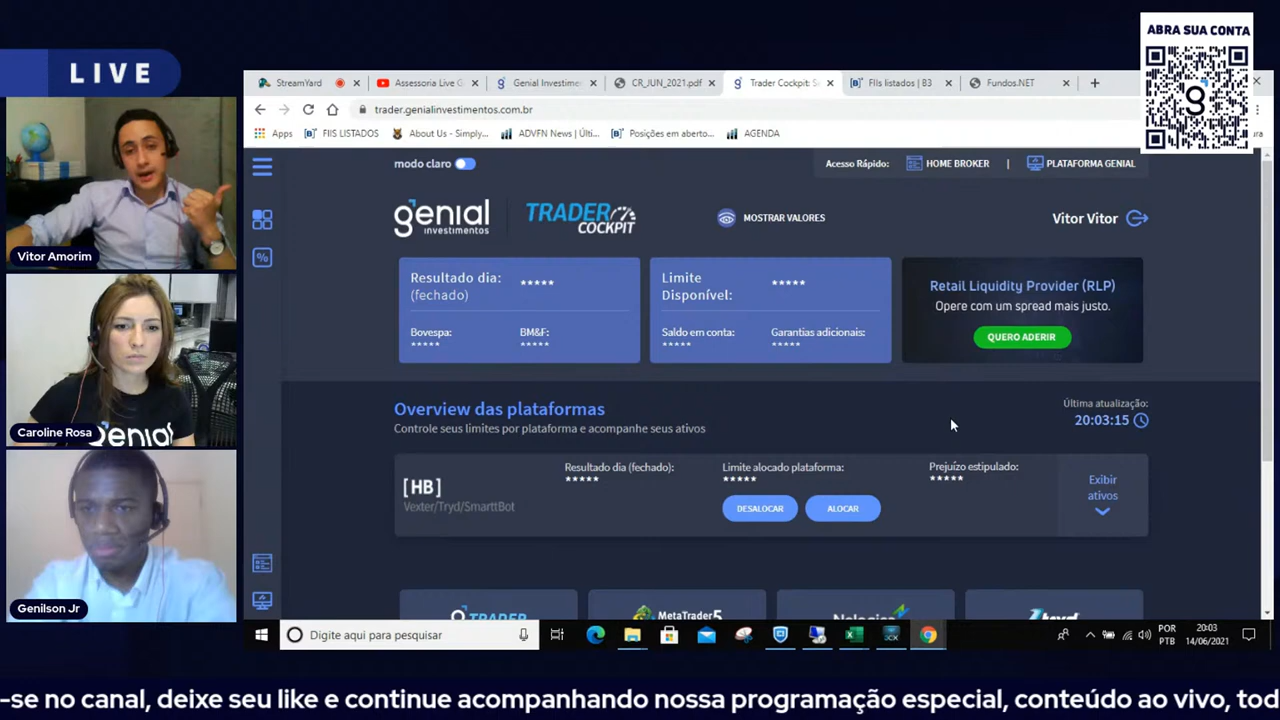 LIVE
ABRA SUA CONTA
Vitor Amorim
Caroline Rosa
genial
Genilson Jr
StreamYard
Assessoria Live G
Genial Investime
CR_JUN_2021.pdf
Trader Cockpit: S
FIIs listados | B3
Fundos.NET
trader.genialinvestimentos.com.br
Apps
FIIS LISTADOS
About Us - Simply...
ADVFN News | Últi...
Posições em aberto...
AGENDA
modo claro
Acesso Rápido:
HOME BROKER
|
PLATAFORMA GENIAL
genial
investimentos
TRADER
COCKPIT
MOSTRAR VALORES
Vitor Vitor
Resultado dia:
(fechado)
*****
Bovespa:
*****
BM&F:
*****
Limite
Disponível:
*****
Saldo em conta:
*****
Garantias adicionais:
*****
Retail Liquidity Provider (RLP)
Opere com um spread mais justo.
QUERO ADERIR
Overview das plataformas
Controle seus limites por plataforma e acompanhe seus ativos
Última atualização:
20:03:15
[HB]
Vexter/Tryd/SmarttBot
Resultado dia (fechado):
*****
Limite alocado plataforma:
*****
DESALOCAR
ALOCAR
Prejuízo estipulado:
*****
Exibir
ativos
TRADER
MetaTrader 5
Nelogica
Digite aqui para pesquisar
POR
PTB
20:03
14/06/2021
-se no canal, deixe seu like e continue acompanhando nossa programação especial, conteúdo ao vivo, tod